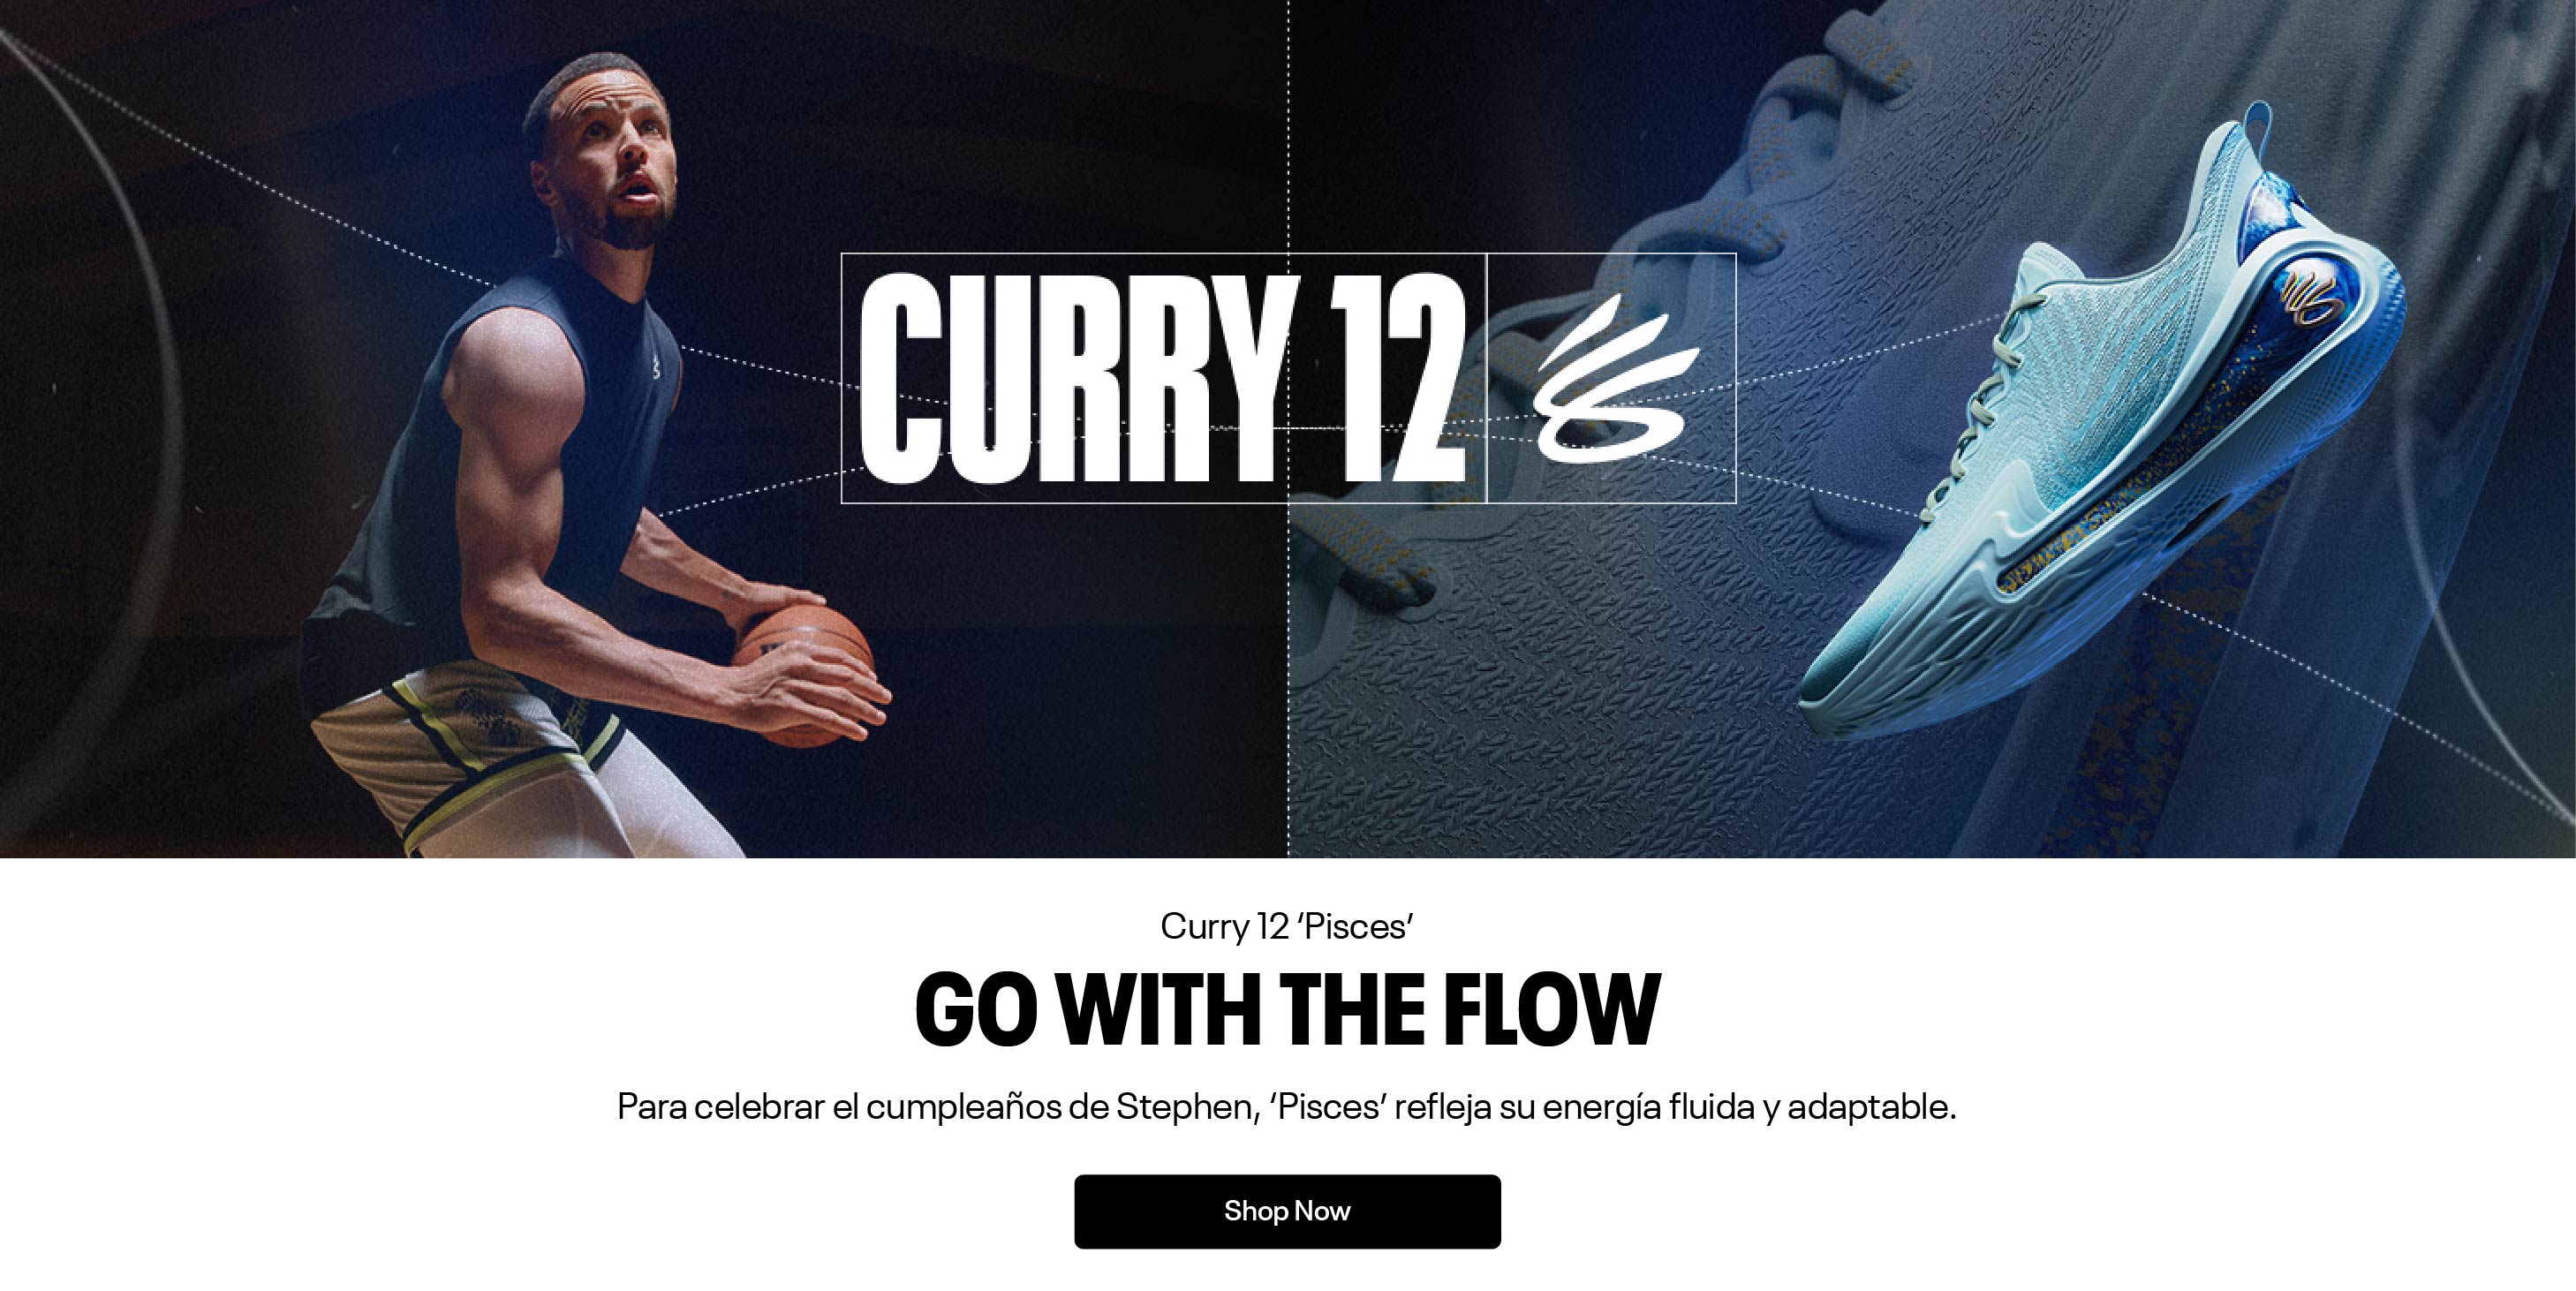 CURRY 12
Curry 12 ‘Pisces’
GO WITH THE FLOW
Para celebrar el cumpleaños de Stephen, ‘Pisces’ refleja su energía fluida y adaptable.
Shop Now